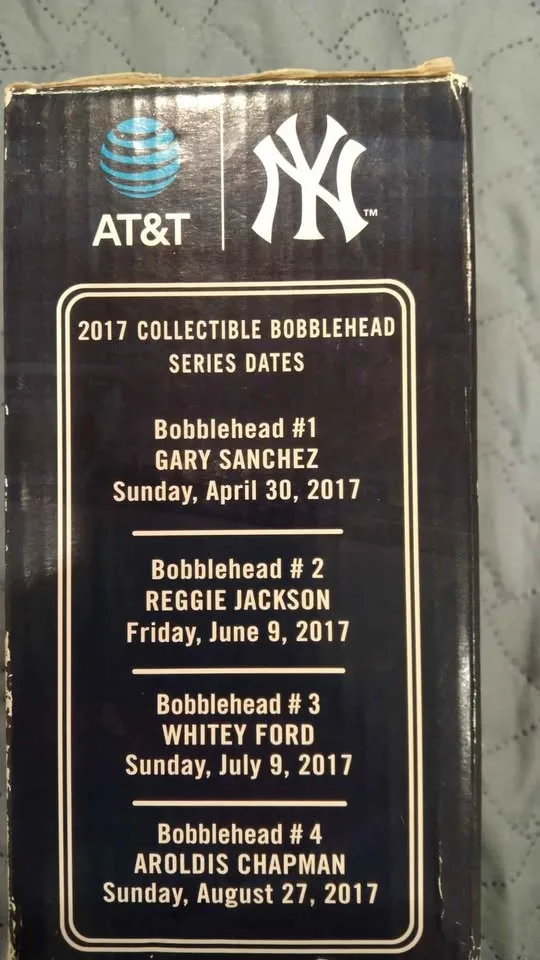 AT&T
NY™
2017 COLLECTIBLE BOBBLEHEAD
SERIES DATES
Bobblehead #1
GARY SANCHEZ
Sunday, April 30, 2017
Bobblehead # 2
REGGIE JACKSON
Friday, June 9, 2017
Bobblehead # 3
WHITEY FORD
Sunday, July 9, 2017
Bobblehead # 4
AROLDIS CHAPMAN
Sunday, August 27, 2017